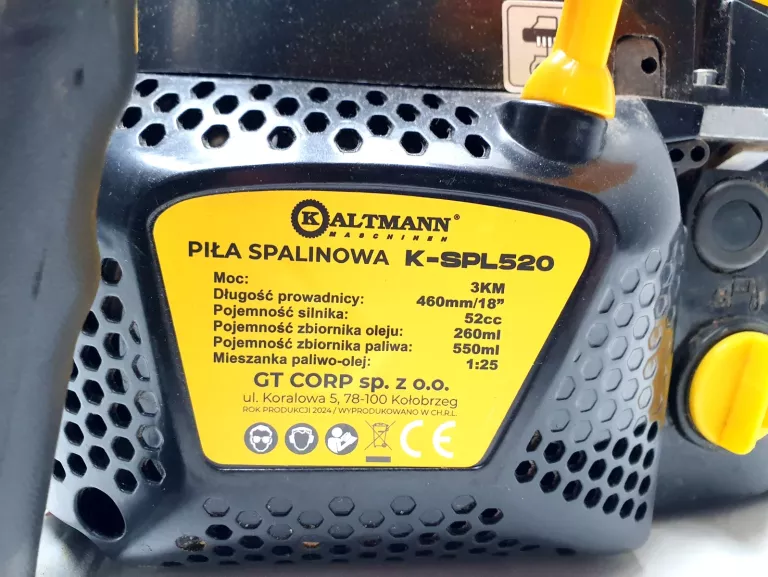 KALTMANN®
MASCHINEN
PIŁA SPALINOWA K-SPL520
Moc: 3KM
Długość prowadnicy: 460mm/18”
Pojemność silnika: 52cc
Pojemność zbiornika oleju: 260ml
Pojemność zbiornika paliwa: 550ml
Mieszanka paliwo-olej: 1:25
GT CORP sp. z o.o.
ul. Koralowa 5, 78-100 Kołobrzeg
ROK PRODUKCJI 2024 / WYPRODUKOWANO W CH.R.L.
CE